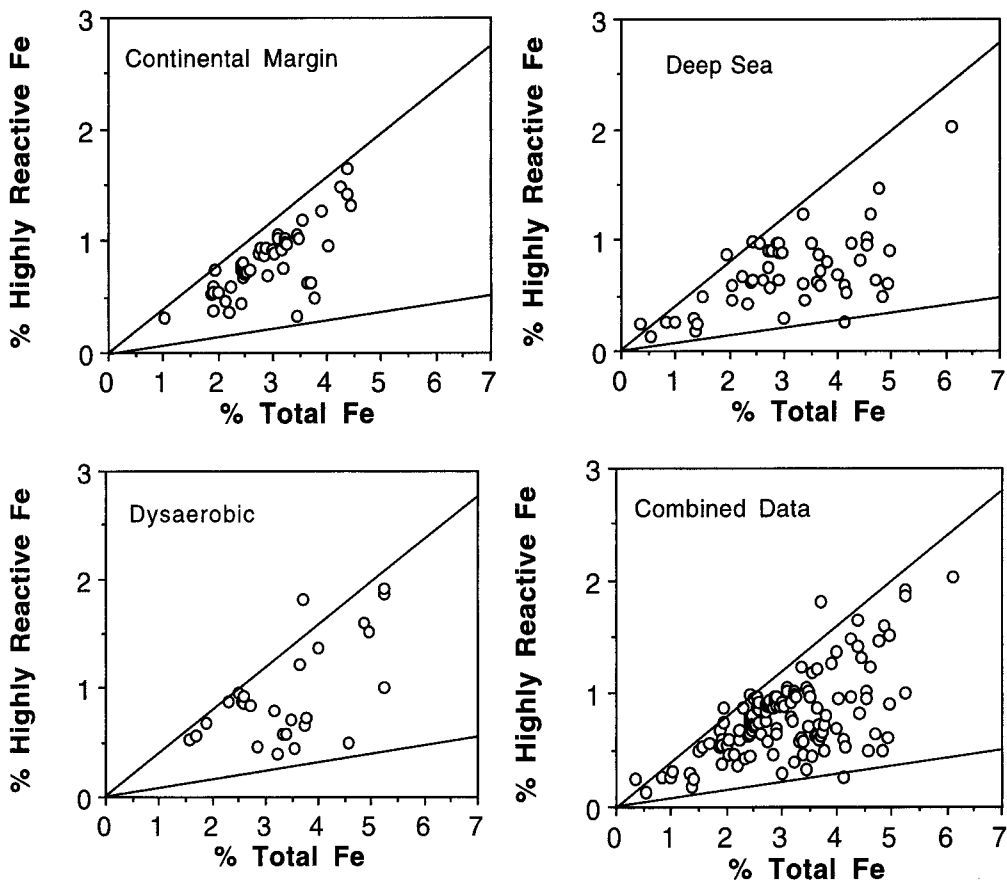 3
2
1
0
% Highly Reactive Fe
Continental Margin
0 1 2 3 4 5 6 7
% Total Fe
3
2
1
0
% Highly Reactive Fe
Deep Sea
0 1 2 3 4 5 6 7
% Total Fe
3
2
1
0
% Highly Reactive Fe
Dysaerobic
0 1 2 3 4 5 6 7
% Total Fe
3
2
1
0
% Highly Reactive Fe
Combined Data
0 1 2 3 4 5 6 7
% Total Fe